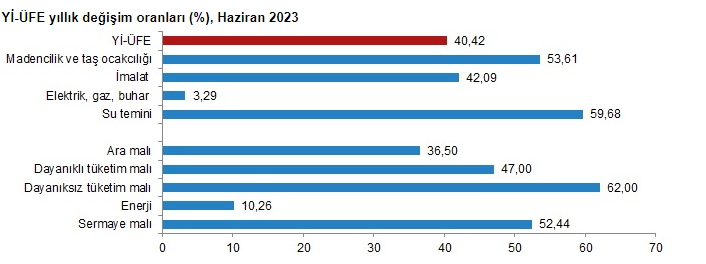 Yİ-ÜFE yıllık değişim oranları (%), Haziran 2023
Yİ-ÜFE 40,42
Madencilik ve taş ocakcılığı 53,61
İmalat 42,09
Elektrik, gaz, buhar 3,29
Su temini 59,68
Ara malı 36,50
Dayanıklı tüketim malı 47,00
Dayanıksız tüketim malı 62,00
Enerji 10,26
Sermaye malı 52,44
0 10 20 30 40 50 60 70